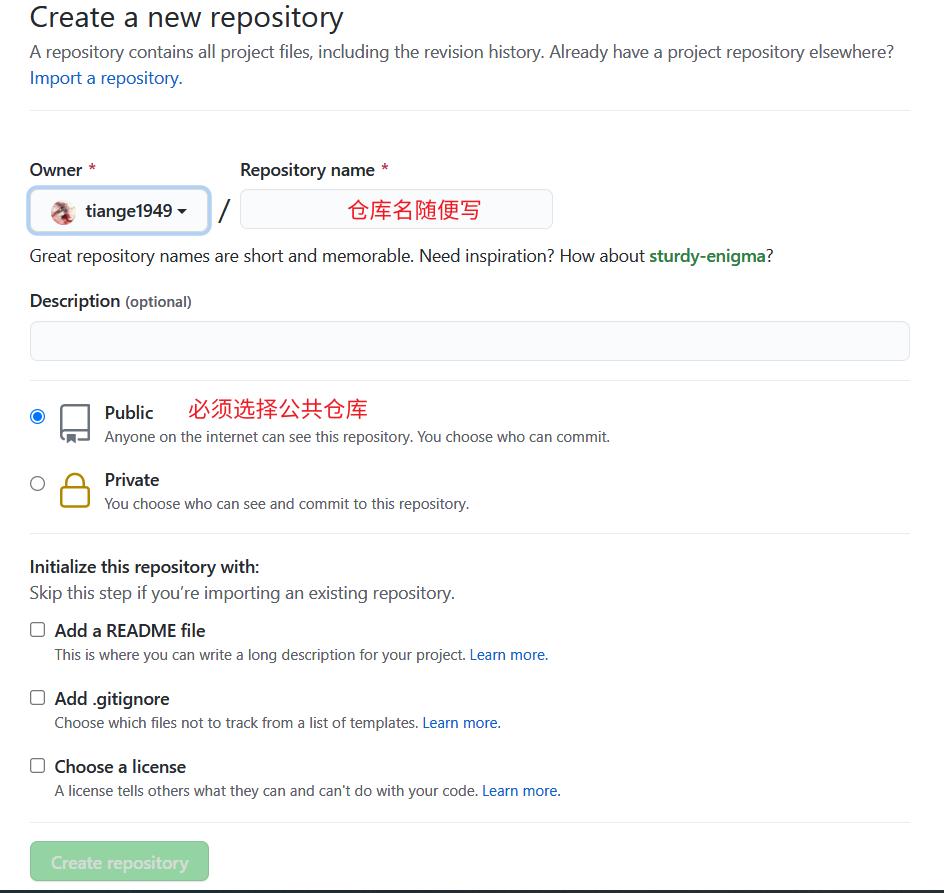 Create a new repository
A repository contains all project files, including the revision history. Already have a project repository elsewhere?
Import a repository.
Owner *
Repository name *
tiange1949
/
仓库名随便写
Great repository names are short and memorable. Need inspiration? How about sturdy-enigma?
Description (optional)
Public
必须选择公共仓库
Anyone on the internet can see this repository. You choose who can commit.
Private
You choose who can see and commit to this repository.
Initialize this repository with:
Skip this step if you’re importing an existing repository.
Add a README file
This is where you can write a long description for your project. Learn more.
Add .gitignore
Choose which files not to track from a list of templates. Learn more.
Choose a license
A license tells others what they can and can't do with your code. Learn more.
Create repository